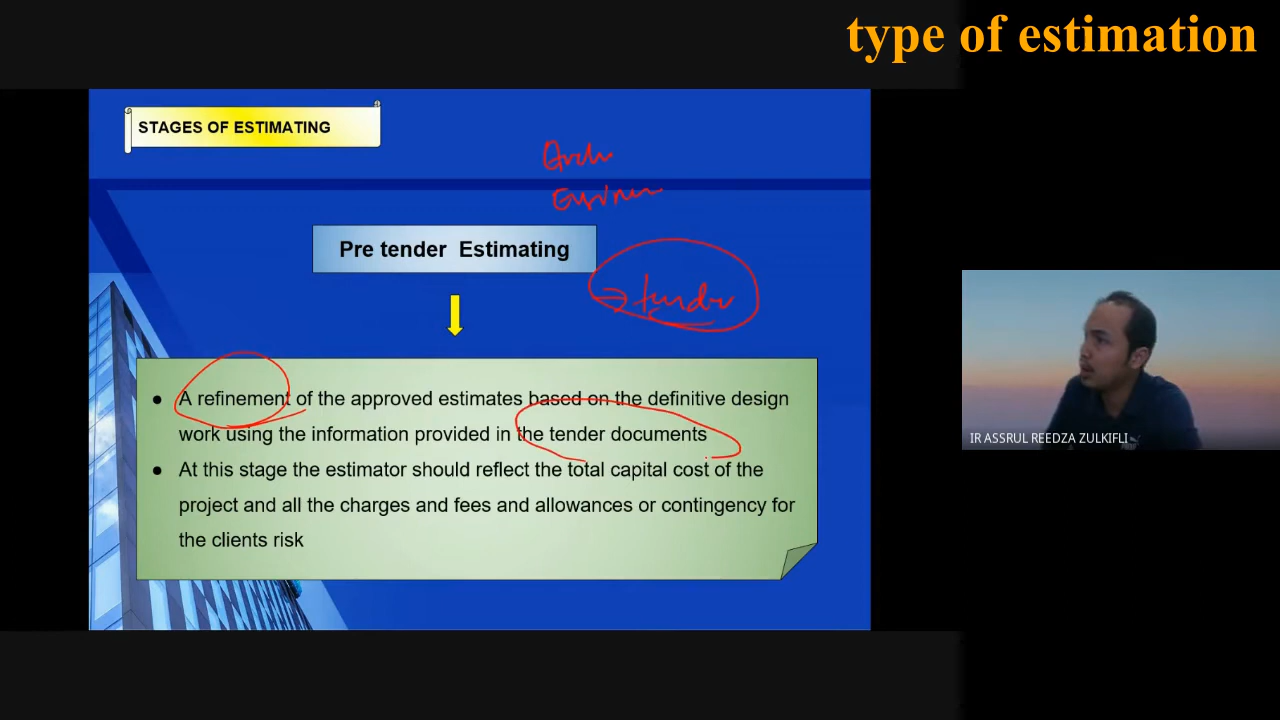 type of estimation
STAGES OF ESTIMATING
Pre tender Estimating
→ tender
● A refinement of the approved estimates based on the definitive design
work using the information provided in the tender documents
● At this stage the estimator should reflect the total capital cost of the
project and all the charges and fees and allowances or contingency for
the clients risk
IR ASSRUL REEDZA ZULKIFLI